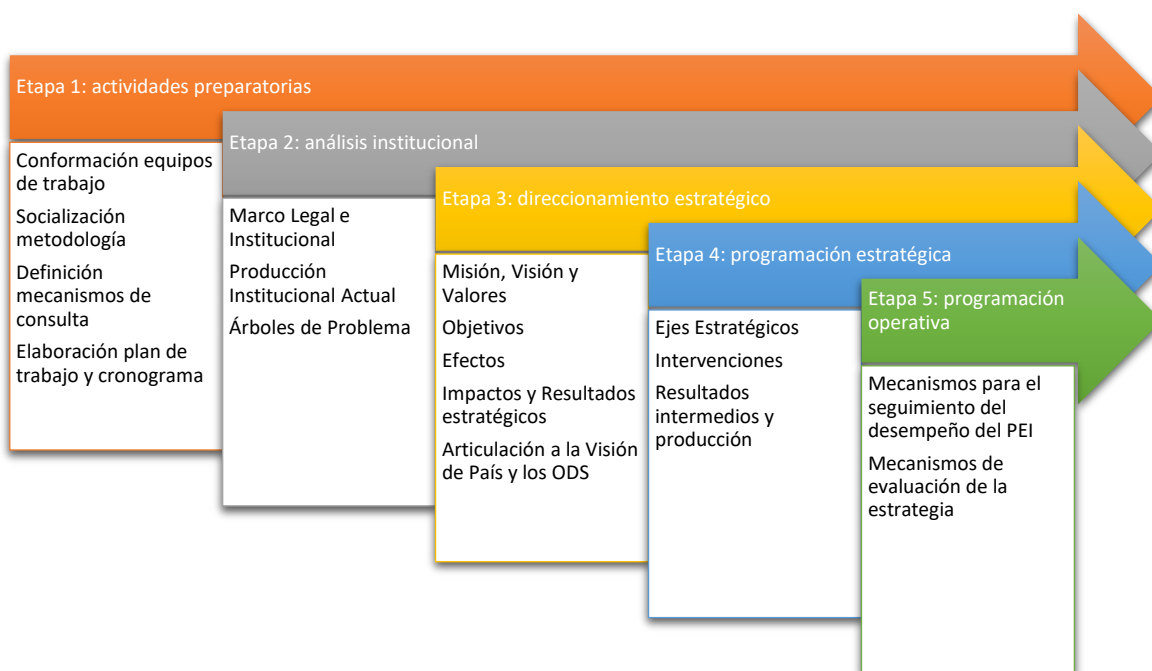 Etapa 1: actividades preparatorias
Conformación equipos
de trabajo
Socialización
metodología
Definición
mecanismos de
consulta
Elaboración plan de
trabajo y cronograma
Etapa 2: análisis institucional
Marco Legal e
Institucional
Producción
Institucional Actual
Árboles de Problema
Etapa 3: direccionamiento estratégico
Misión, Visión y
Valores
Objetivos
Efectos
Impactos y Resultados
estratégicos
Articulación a la Visión
de País y los ODS
Etapa 4: programación estratégica
Ejes Estratégicos
Intervenciones
Resultados
intermedios y
producción
Etapa 5: programación
operativa
Mecanismos para el
seguimiento del
desempeño del PEI
Mecanismos de
evaluación de la
estrategia